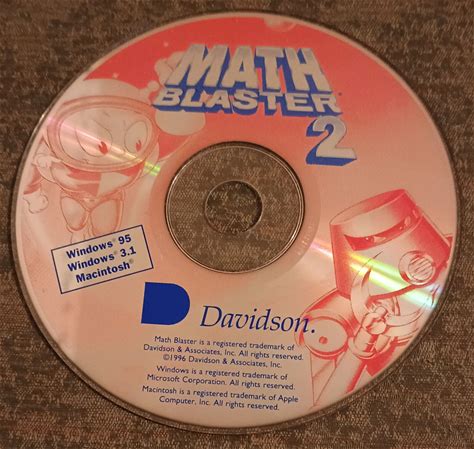 MATH
BLASTER
2
Windows® 95
Windows® 3.1
Macintosh®
Davidson.
Math Blaster is a registered trademark of
Davidson & Associates, Inc. All rights reserved.
©1996 Davidson & Associates, Inc.
Windows is a registered trademark of
Microsoft Corporation. All rights reserved.
Macintosh is a registered trademark of Apple
Computer, Inc. All rights reserved.